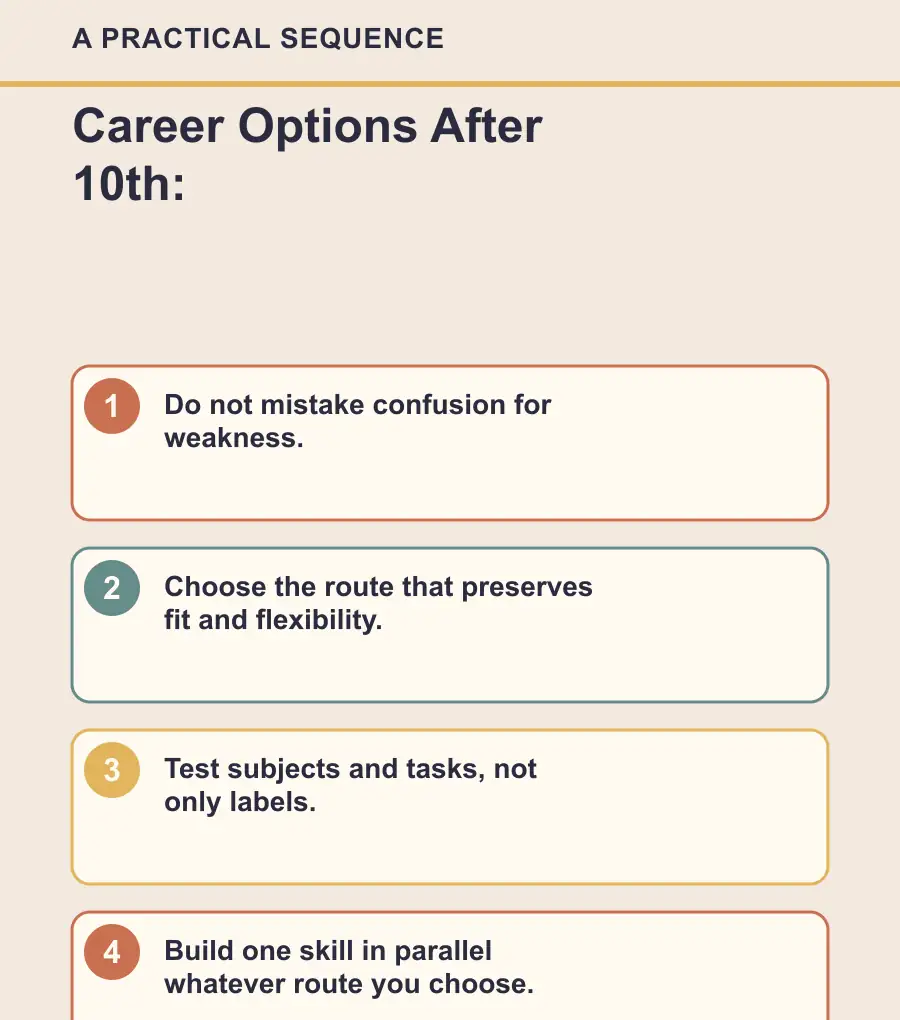 A PRACTICAL SEQUENCE
Career Options After
10th:
1
Do not mistake confusion for
weakness.
2
Choose the route that preserves
fit and flexibility.
3
Test subjects and tasks, not
only labels.
4
Build one skill in parallel
whatever route you choose.